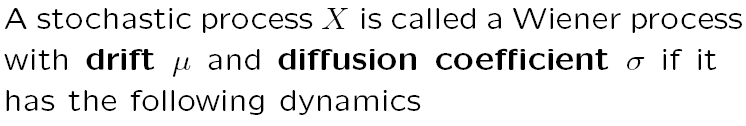 A stochastic process X is called a Wiener process
with drift μ and diffusion coefficient σ if it
has the following dynamics